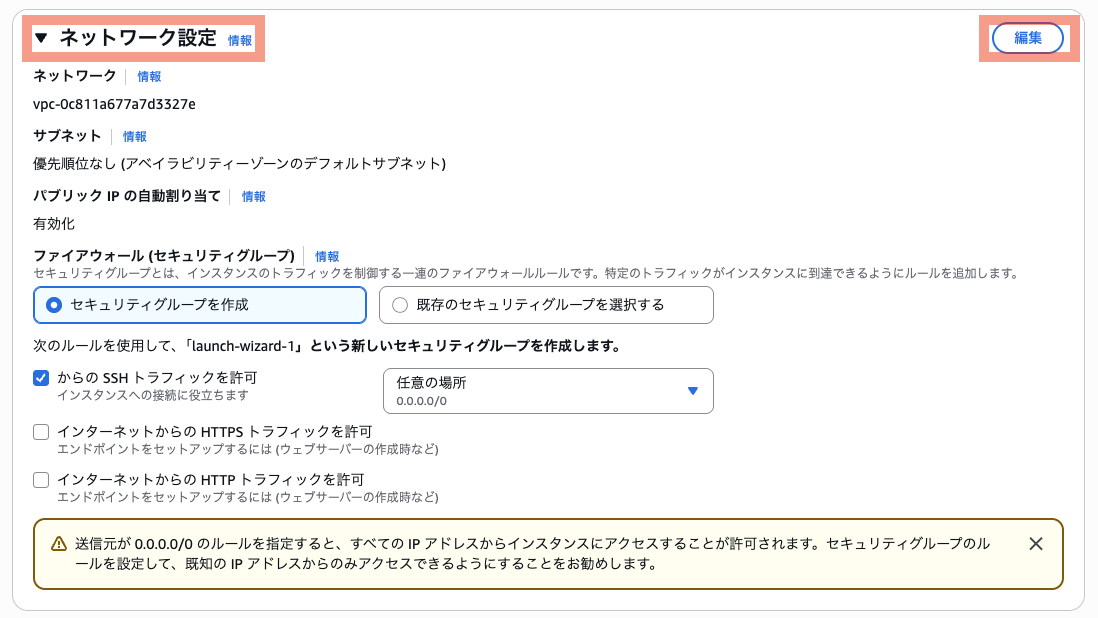 ▼ ネットワーク設定 情報 編集
ネットワーク 情報
vpc-0c811a677a7d3327e
サブネット 情報
優先順位なし (アベイラビリティーゾーンのデフォルトサブネット)
パブリック IP の自動割り当て 情報
有効化
ファイアウォール (セキュリティグループ) 情報
セキュリティグループとは、インスタンスのトラフィックを制御する一連のファイアウォールルールです。特定のトラフィックがインスタンスに到達できるようにルールを追加します。
セキュリティグループを作成 既存のセキュリティグループを選択する
次のルールを使用して、「launch-wizard-1」という新しいセキュリティグループを作成します。
からの SSH トラフィックを許可 任意の場所
インスタンスへの接続に役立ちます 0.0.0.0/0
インターネットからの HTTPS トラフィックを許可
エンドポイントをセットアップするには (ウェブサーバーの作成時など)
インターネットからの HTTP トラフィックを許可
エンドポイントをセットアップするには (ウェブサーバーの作成時など)
送信元が 0.0.0.0/0 のルールを指定すると、すべての IP アドレスからインスタンスにアクセスすることが許可されます。セキュリティグループのル
ールを設定して、既知の IP アドレスからのみアクセスできるようにすることをお勧めします。